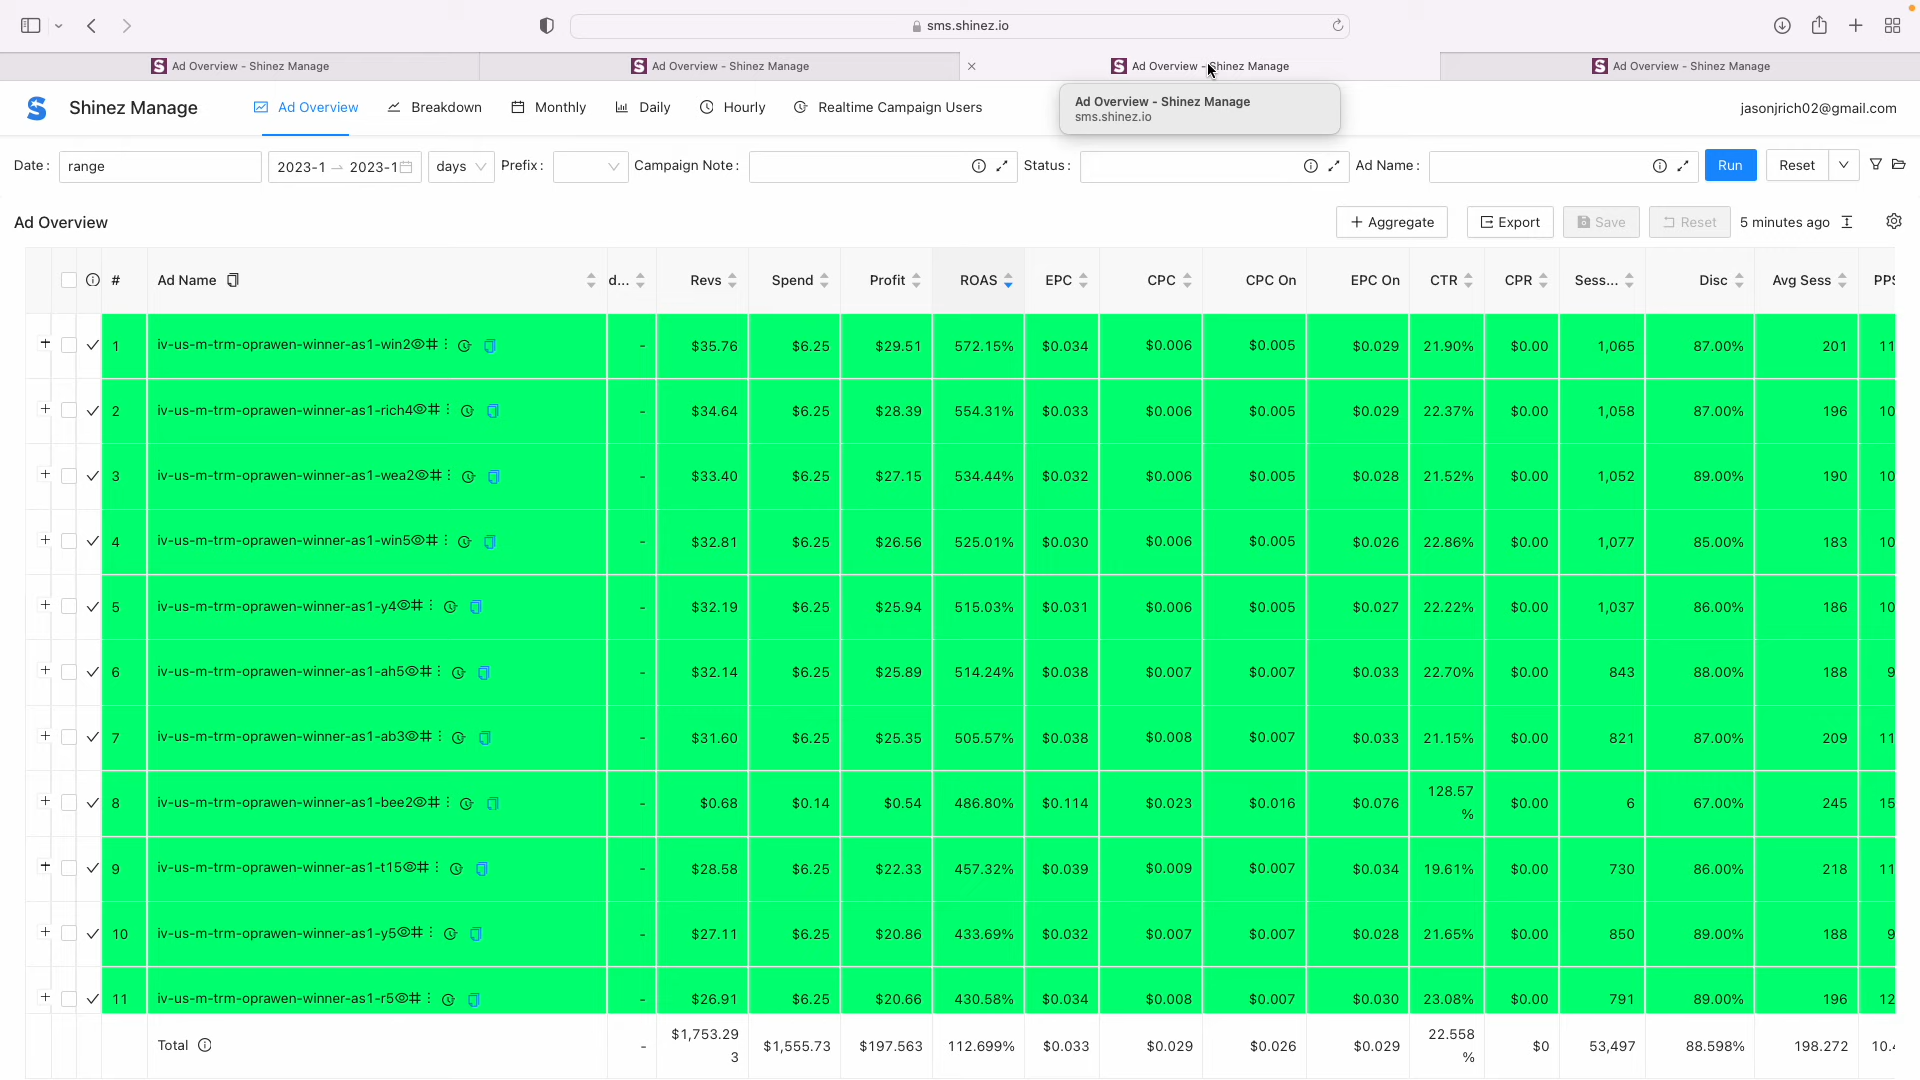 sms.shinez.io
Ad Overview - Shinez Manage
Ad Overview - Shinez Manage
Ad Overview - Shinez Manage
Ad Overview - Shinez Manage
Shinez Manage
Ad Overview
Breakdown
Monthly
Daily
Hourly
Realtime Campaign Users
Ad Overview - Shinez Manage
sms.shinez.io
jasonjrich02@gmail.com
Date : range 2023-1 → 2023-1 days Prefix : Campaign Note : Status : Ad Name : Run Reset
Ad Overview
+ Aggregate Export Save Reset 5 minutes ago
# Ad Name d... Revs Spend Profit ROAS EPC CPC CPC On EPC On CTR CPR Sess... Disc Avg Sess PPS
1 iv-us-m-trm-oprawen-winner-as1-win2 - $35.76 $6.25 $29.51 572.15% $0.034 $0.006 $0.005 $0.029 21.90% $0.00 1,065 87.00% 201 11
2 iv-us-m-trm-oprawen-winner-as1-rich4 - $34.64 $6.25 $28.39 554.31% $0.033 $0.006 $0.005 $0.029 22.37% $0.00 1,058 87.00% 196 10
3 iv-us-m-trm-oprawen-winner-as1-wea2 - $33.40 $6.25 $27.15 534.44% $0.032 $0.006 $0.005 $0.028 21.52% $0.00 1,052 89.00% 190 10
4 iv-us-m-trm-oprawen-winner-as1-win5 - $32.81 $6.25 $26.56 525.01% $0.030 $0.006 $0.005 $0.026 22.86% $0.00 1,077 85.00% 183 10
5 iv-us-m-trm-oprawen-winner-as1-y4 - $32.19 $6.25 $25.94 515.03% $0.031 $0.006 $0.005 $0.027 22.22% $0.00 1,037 86.00% 186 10
6 iv-us-m-trm-oprawen-winner-as1-ah5 - $32.14 $6.25 $25.89 514.24% $0.038 $0.007 $0.007 $0.033 22.70% $0.00 843 88.00% 188 9
7 iv-us-m-trm-oprawen-winner-as1-ab3 - $31.60 $6.25 $25.35 505.57% $0.038 $0.008 $0.007 $0.033 21.15% $0.00 821 87.00% 209 11
8 iv-us-m-trm-oprawen-winner-as1-bee2 - $0.68 $0.14 $0.54 486.80% $0.114 $0.023 $0.016 $0.076 128.57% $0.00 6 67.00% 245 15
9 iv-us-m-trm-oprawen-winner-as1-t15 - $28.58 $6.25 $22.33 457.32% $0.039 $0.009 $0.007 $0.034 19.61% $0.00 730 86.00% 218 11
10 iv-us-m-trm-oprawen-winner-as1-y5 - $27.11 $6.25 $20.86 433.69% $0.032 $0.007 $0.007 $0.028 21.65% $0.00 850 89.00% 188 9
11 iv-us-m-trm-oprawen-winner-as1-r5 - $26.91 $6.25 $20.66 430.58% $0.034 $0.008 $0.007 $0.030 23.08% $0.00 791 89.00% 196 12
Total - $1,753.293 $1,555.73 $197.563 112.699% $0.033 $0.029 $0.026 $0.029 22.558% $0 53,497 88.598% 198.272 10.4